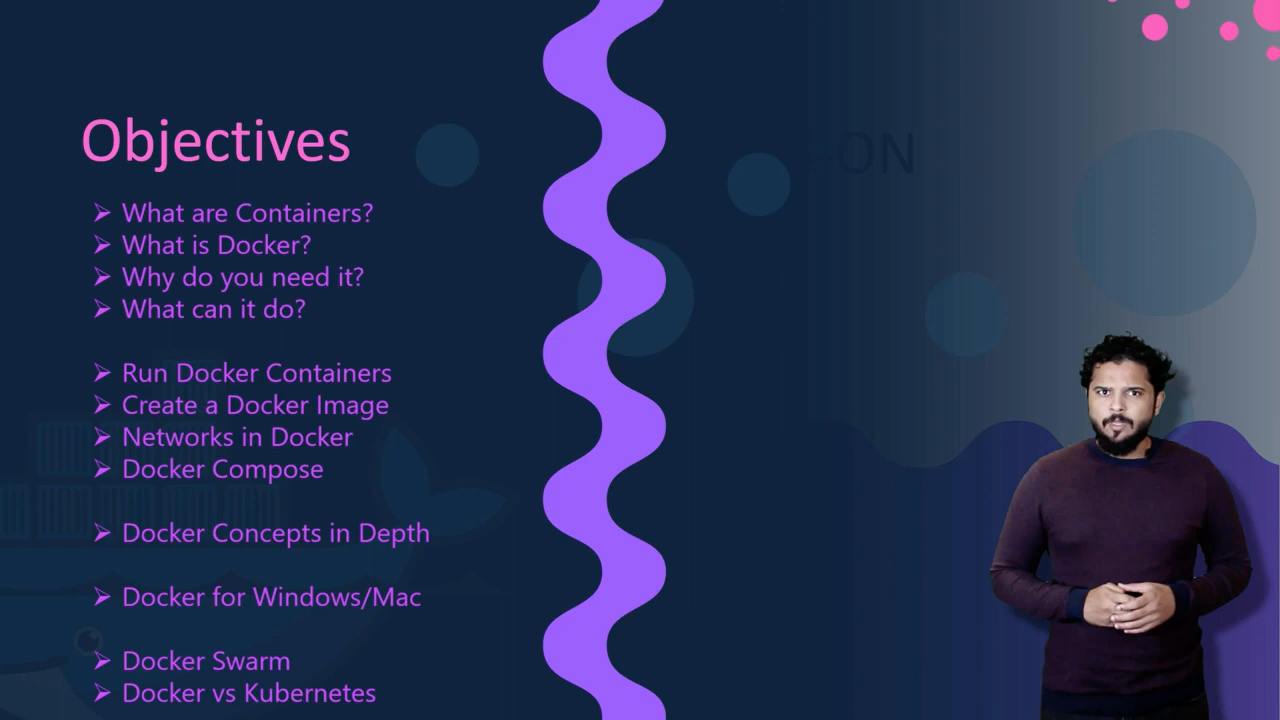 Objectives
➢ What are Containers?
➢ What is Docker?
➢ Why do you need it?
➢ What can it do?
➢ Run Docker Containers
➢ Create a Docker Image
➢ Networks in Docker
➢ Docker Compose
➢ Docker Concepts in Depth
➢ Docker for Windows/Mac
➢ Docker Swarm
➢ Docker vs Kubernetes